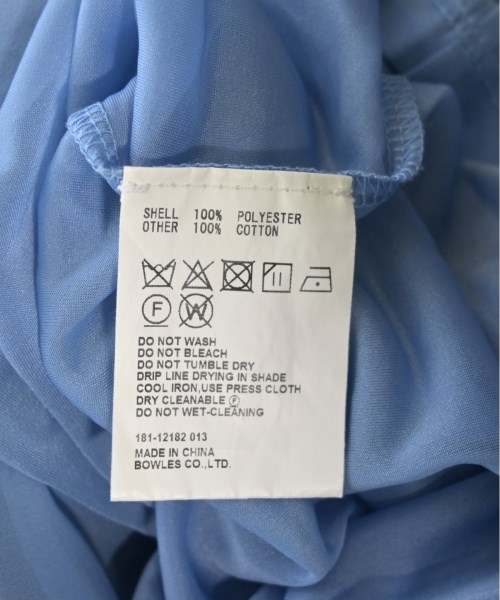 SHELL 100% POLYESTER
OTHER 100% COTTON
F W
DO NOT WASH
DO NOT BLEACH
DO NOT TUMBLE DRY
DRIP LINE DRYING IN SHADE
COOL IRON,USE PRESS CLOTH
DRY CLEANABLE Ⓕ
DO NOT WET-CLEANING
181-12182 013
MADE IN CHINA
BOWLES CO.,LTD.